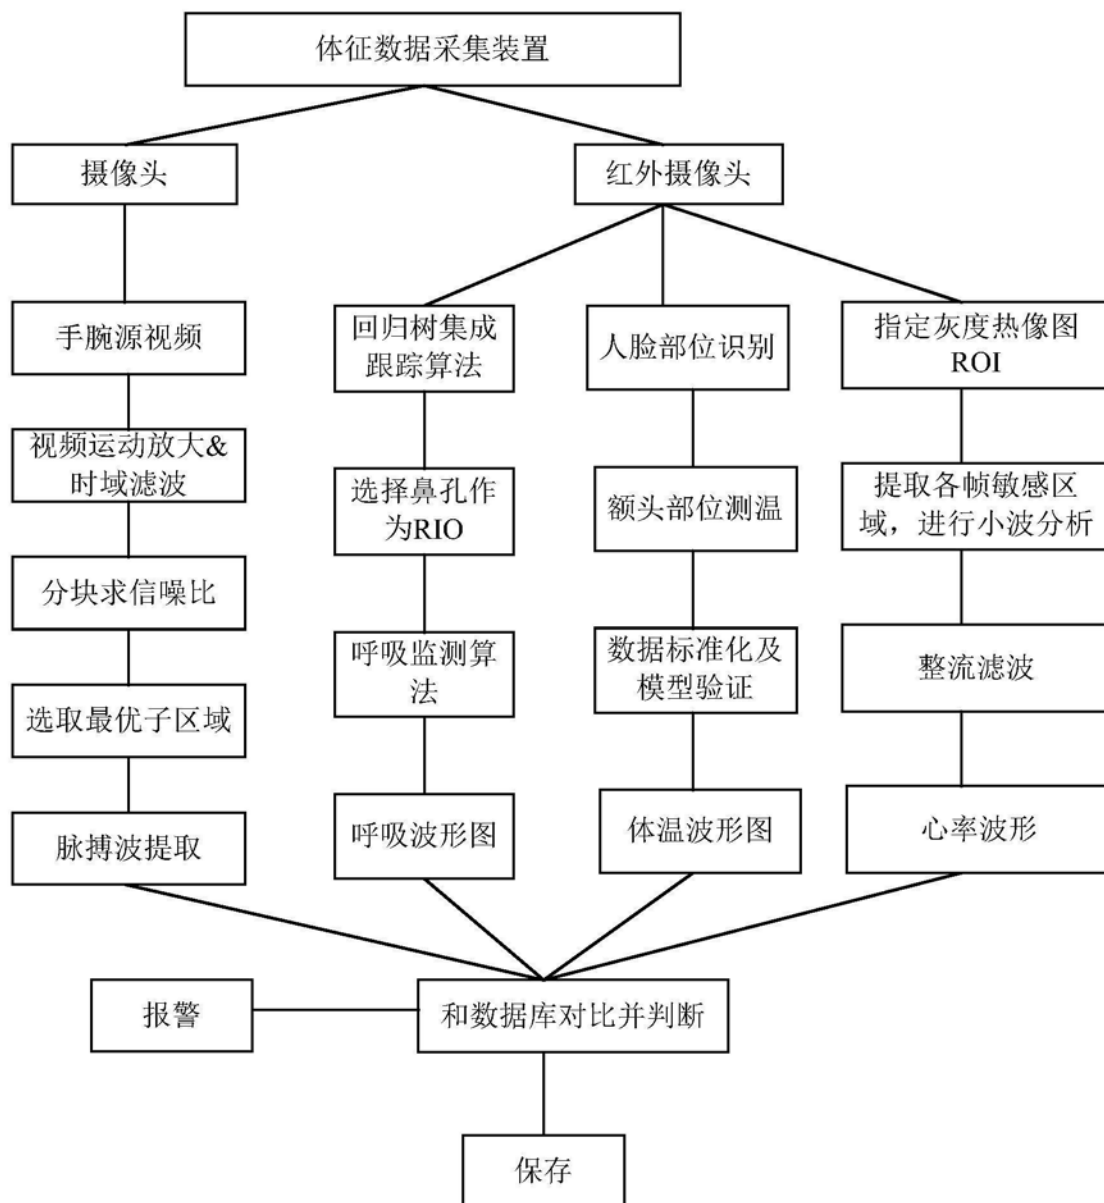 体征数据采集装置
摄像头
红外摄像头
手腕源视频
回归树集成
跟踪算法
人脸部位识别
指定灰度热像图
ROI
视频运动放大&
时域滤波
选择鼻孔作
为RIO
额头部位测温
提取各帧敏感区
域，进行小波分析
分块求信噪比
呼吸监测算
法
数据标准化及
模型验证
整流滤波
选取最优子区域
脉搏波提取
呼吸波形图
体温波形图
心率波形
报警
和数据库对比并判断
保存